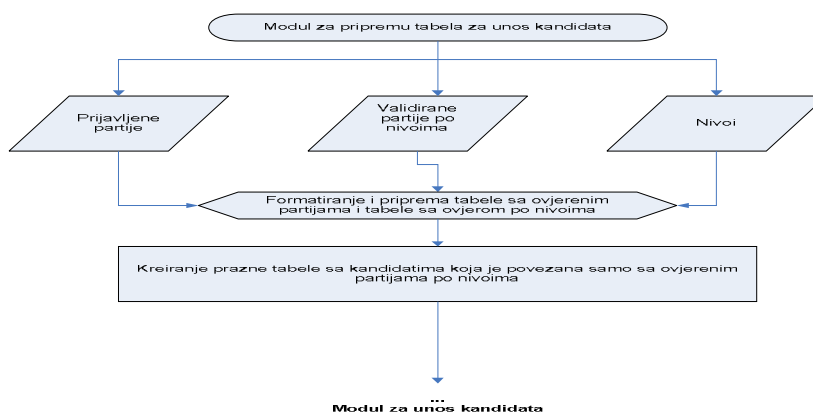 Modul za pripremu tabela za unos kandidata
Prijavljene
partije
Validirane
partije po
nivoima
Nivoi
Formatiranje i priprema tabele sa ovjerenim
partijama i tabele sa ovjerom po nivoima
Kreiranje prazne tabele sa kandidatima koja je povezana samo sa ovjerenim
partijama po nivoima
...
Modul za unos kandidata